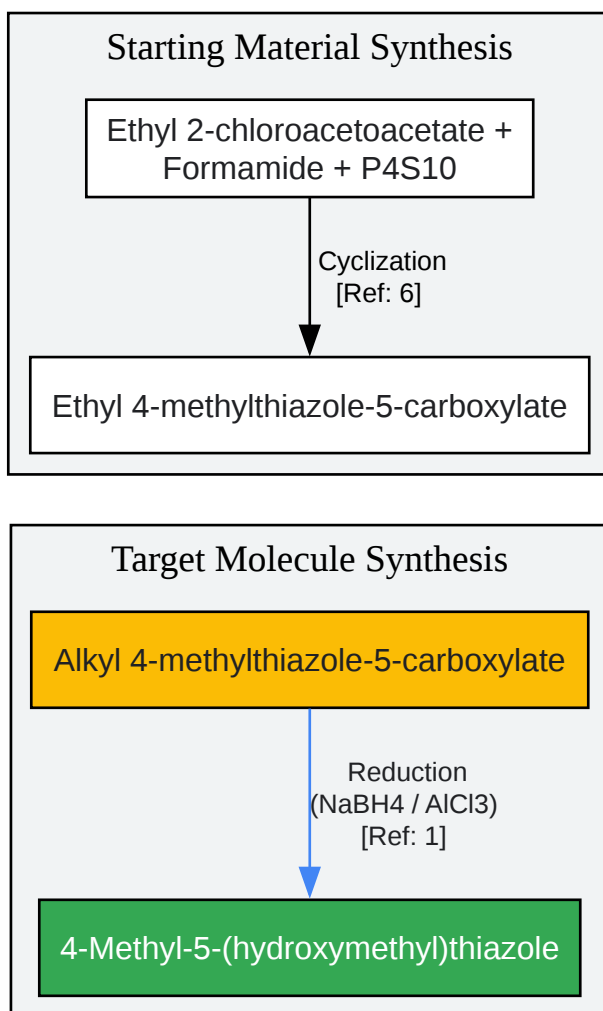 Starting Material Synthesis
Ethyl 2-chloroacetoacetate +
Formamide + P4S10
Cyclization
[Ref: 6]
Ethyl 4-methylthiazole-5-carboxylate
Target Molecule Synthesis
Alkyl 4-methylthiazole-5-carboxylate
Reduction
(NaBH4 / AlCl3)
[Ref: 1]
4-Methyl-5-(hydroxymethyl)thiazole